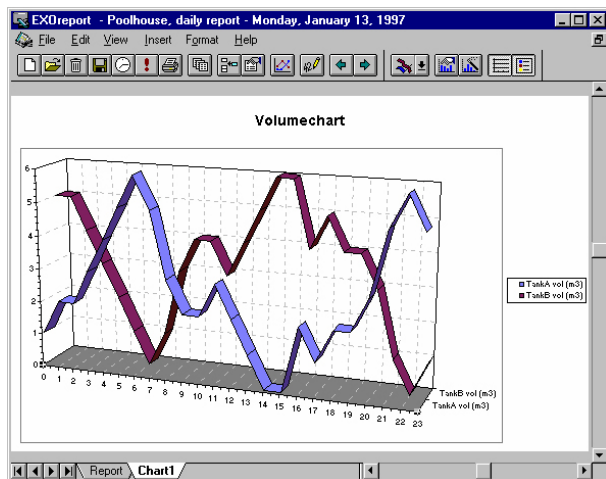 EXOreport - Poolhouse, daily report - Monday, January 13, 1997
File Edit View Insert Format Help
Volumechart
6
5
4
3
2
1
0
0 1 2 3 4 5 6 7 8 9 10 11 12 13 14 15 16 17 18 19 20 21 22 23
TankB vol (m3)
TankA vol (m3)
TankA vol (m3)
TankB vol (m3)
Report Chart1